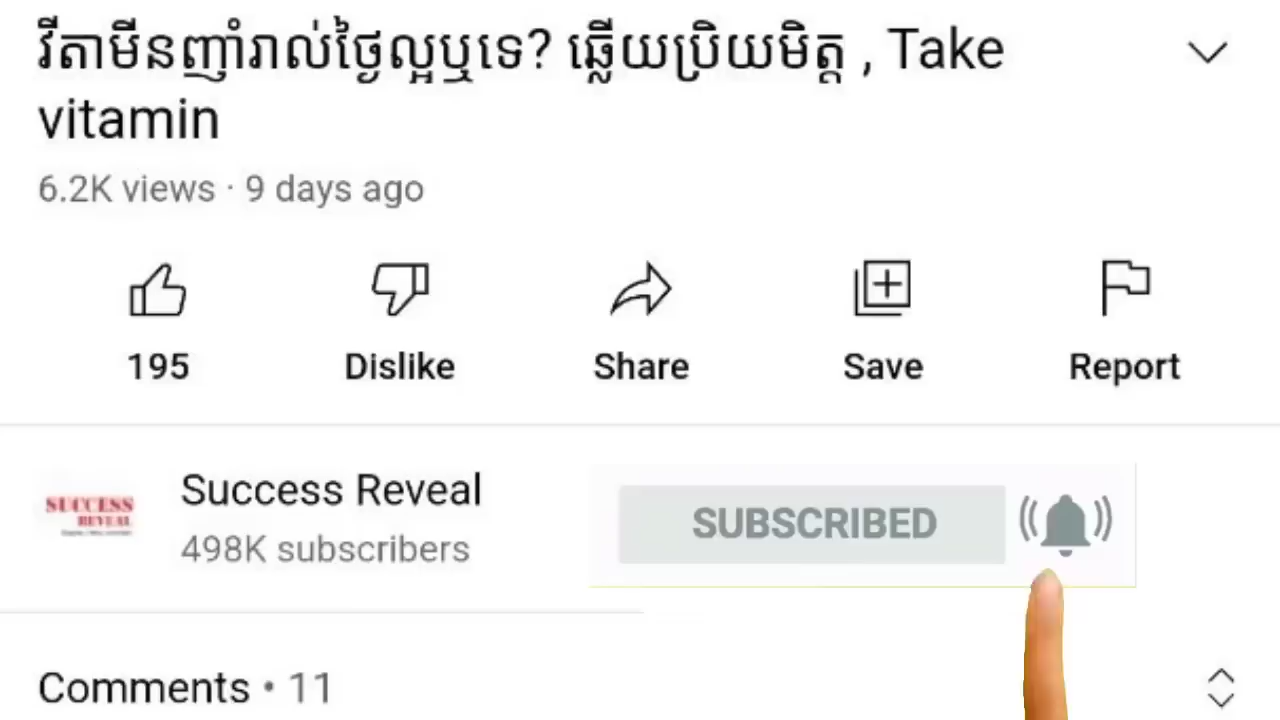 វីតាមីនញ៉ាំរាល់ថ្ងៃល្អឬទេ? ឆ្លើយប្រិយមិត្ត , Take
vitamin
6.2K views · 9 days ago
195
Dislike
Share
Save
Report
SUCCESS
REVEAL
Success Reveal
498K subscribers
SUBSCRIBED
Comments • 11